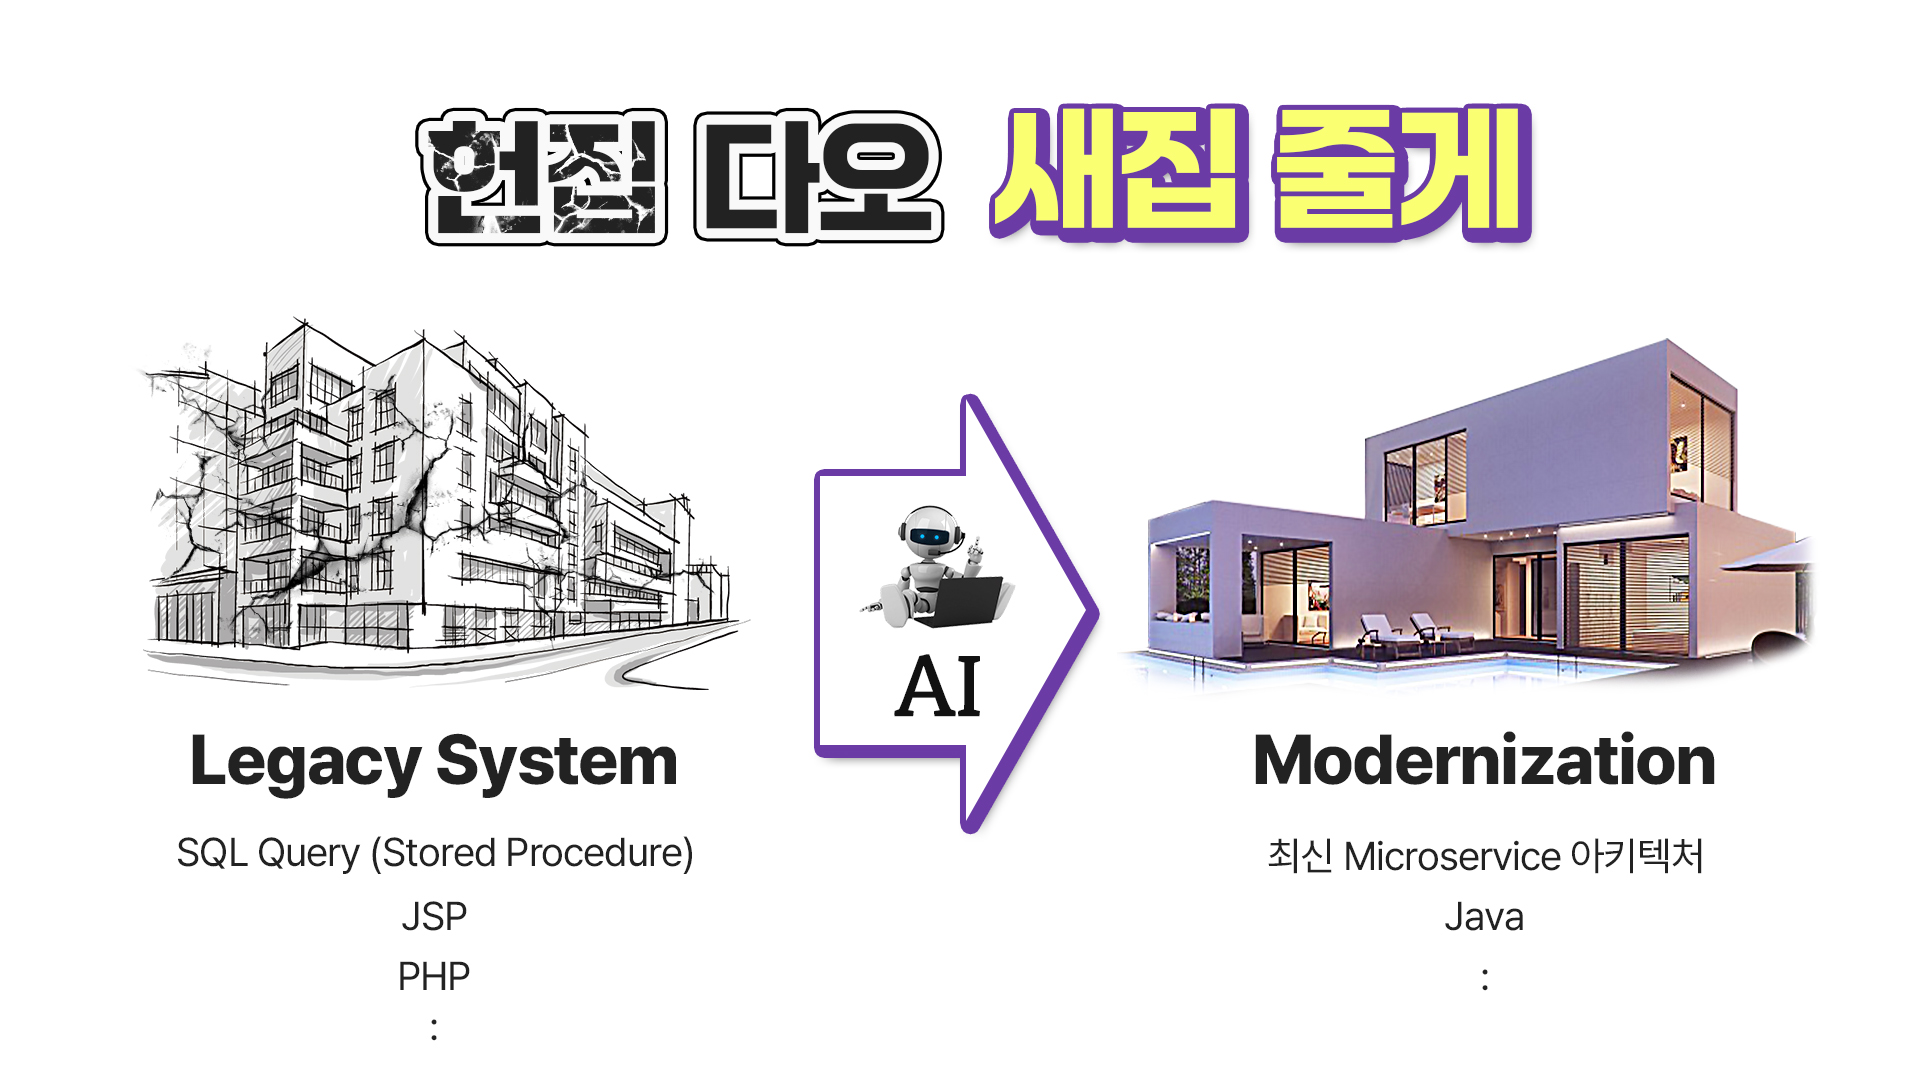 헌집 다오 새집 줄게
AI
Legacy System
SQL Query (Stored Procedure)
JSP
PHP
:
Modernization
최신 Microservice 아키텍처
Java
: